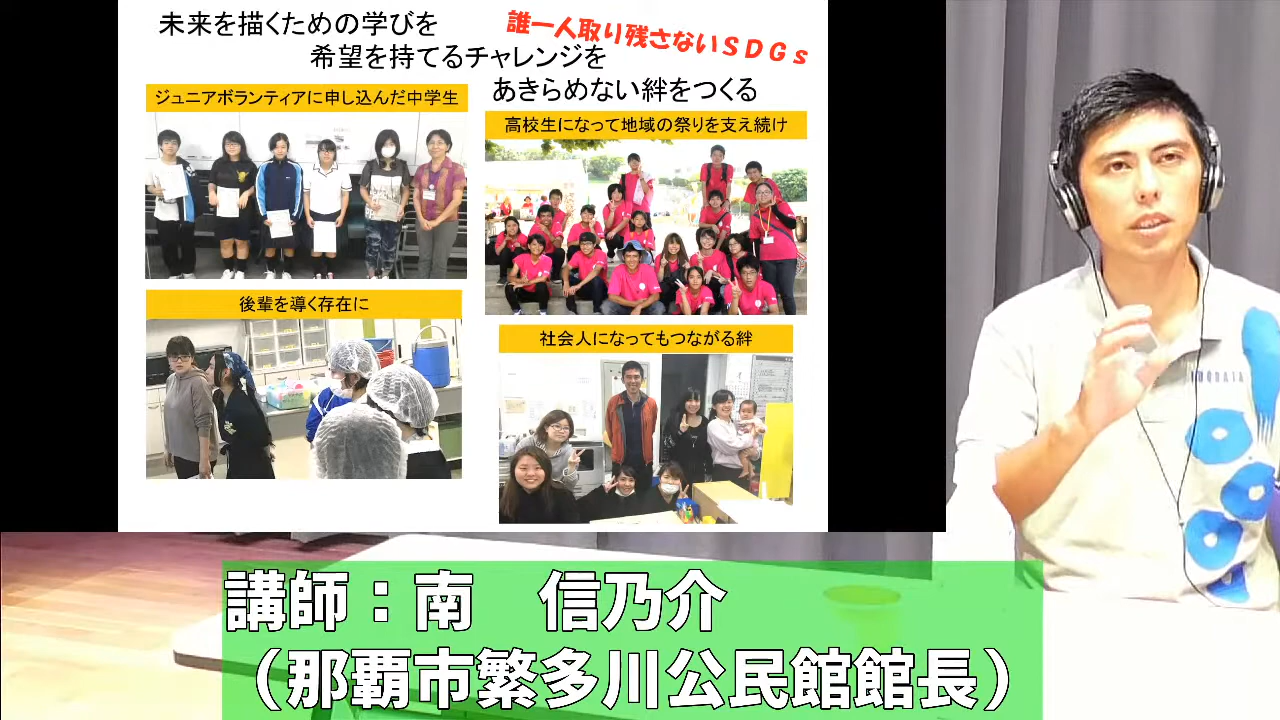 未来を描くための学びを
希望を持てるチャレンジを
あきらめない絆をつくる
誰一人取り残さないＳＤＧｓ
ジュニアボランティアに申し込んだ中学生
高校生になって地域の祭りを支え続け
後輩を導く存在に
社会人になってもつながる絆
講師：南　信乃介
（那覇市繁多川公民館館長）